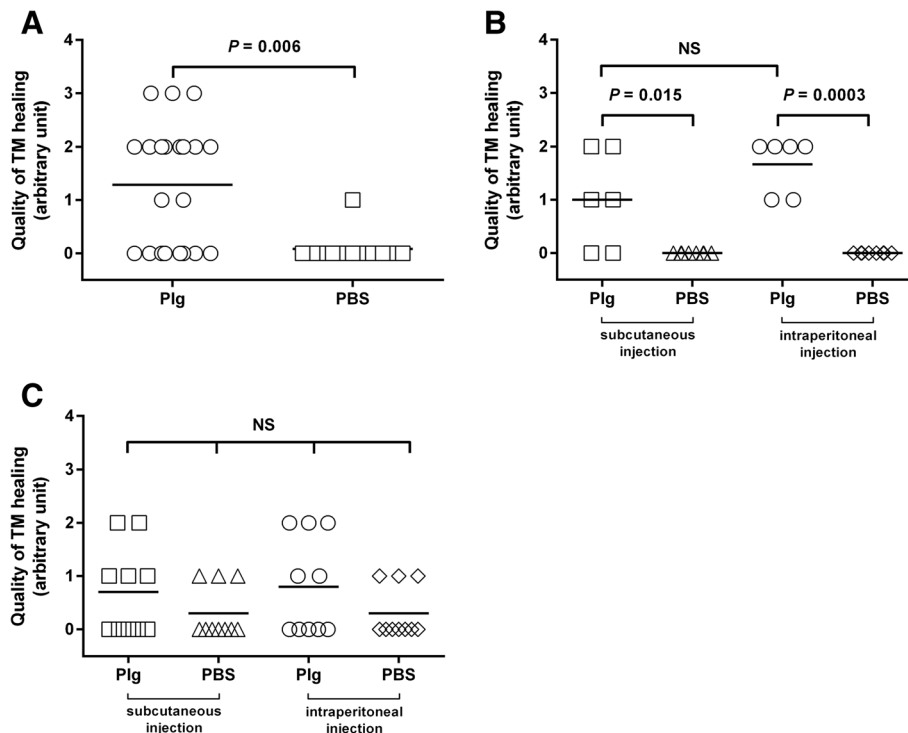 A
Quality of TM healing
(arbitrary unit)
4
3
2
1
0
P = 0.006
Plg
PBS
B
Quality of TM healing
(arbitrary unit)
4
3
2
1
0
NS
P = 0.015
P = 0.0003
Plg
PBS
Plg
PBS
subcutaneous
injection
intraperitoneal
injection
C
Quality of TM healing
(arbitrary unit)
4
3
2
1
0
NS
Plg
PBS
Plg
PBS
subcutaneous
injection
intraperitoneal
injection